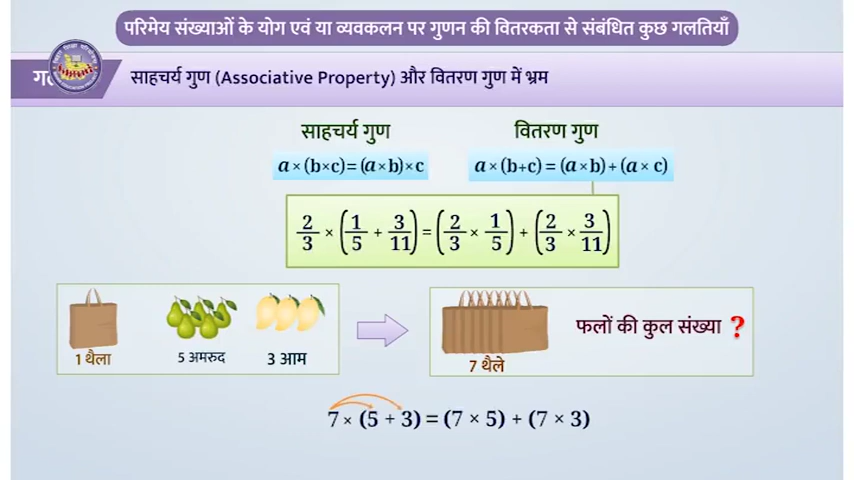 परिमेय संख्याओं के योग एवं या व्यवकलन पर गुणन की वितरकता से संबंधित कुछ गलतियाँ
साहचर्य गुण (Associative Property) और वितरण गुण में भ्रम
साहचर्य गुण वितरण गुण
a×(b×c)=(a×b)×c a×(b+c) = (a×b)+(a× c)
2/3 × (1/5 + 3/11) = (2/3 × 1/5) + (2/3 × 3/11)
1 थैला 5 अमरुद 3 आम
फलों की कुल संख्या ?
7 थैले
7 × (5 + 3) = (7 × 5) + (7 × 3)